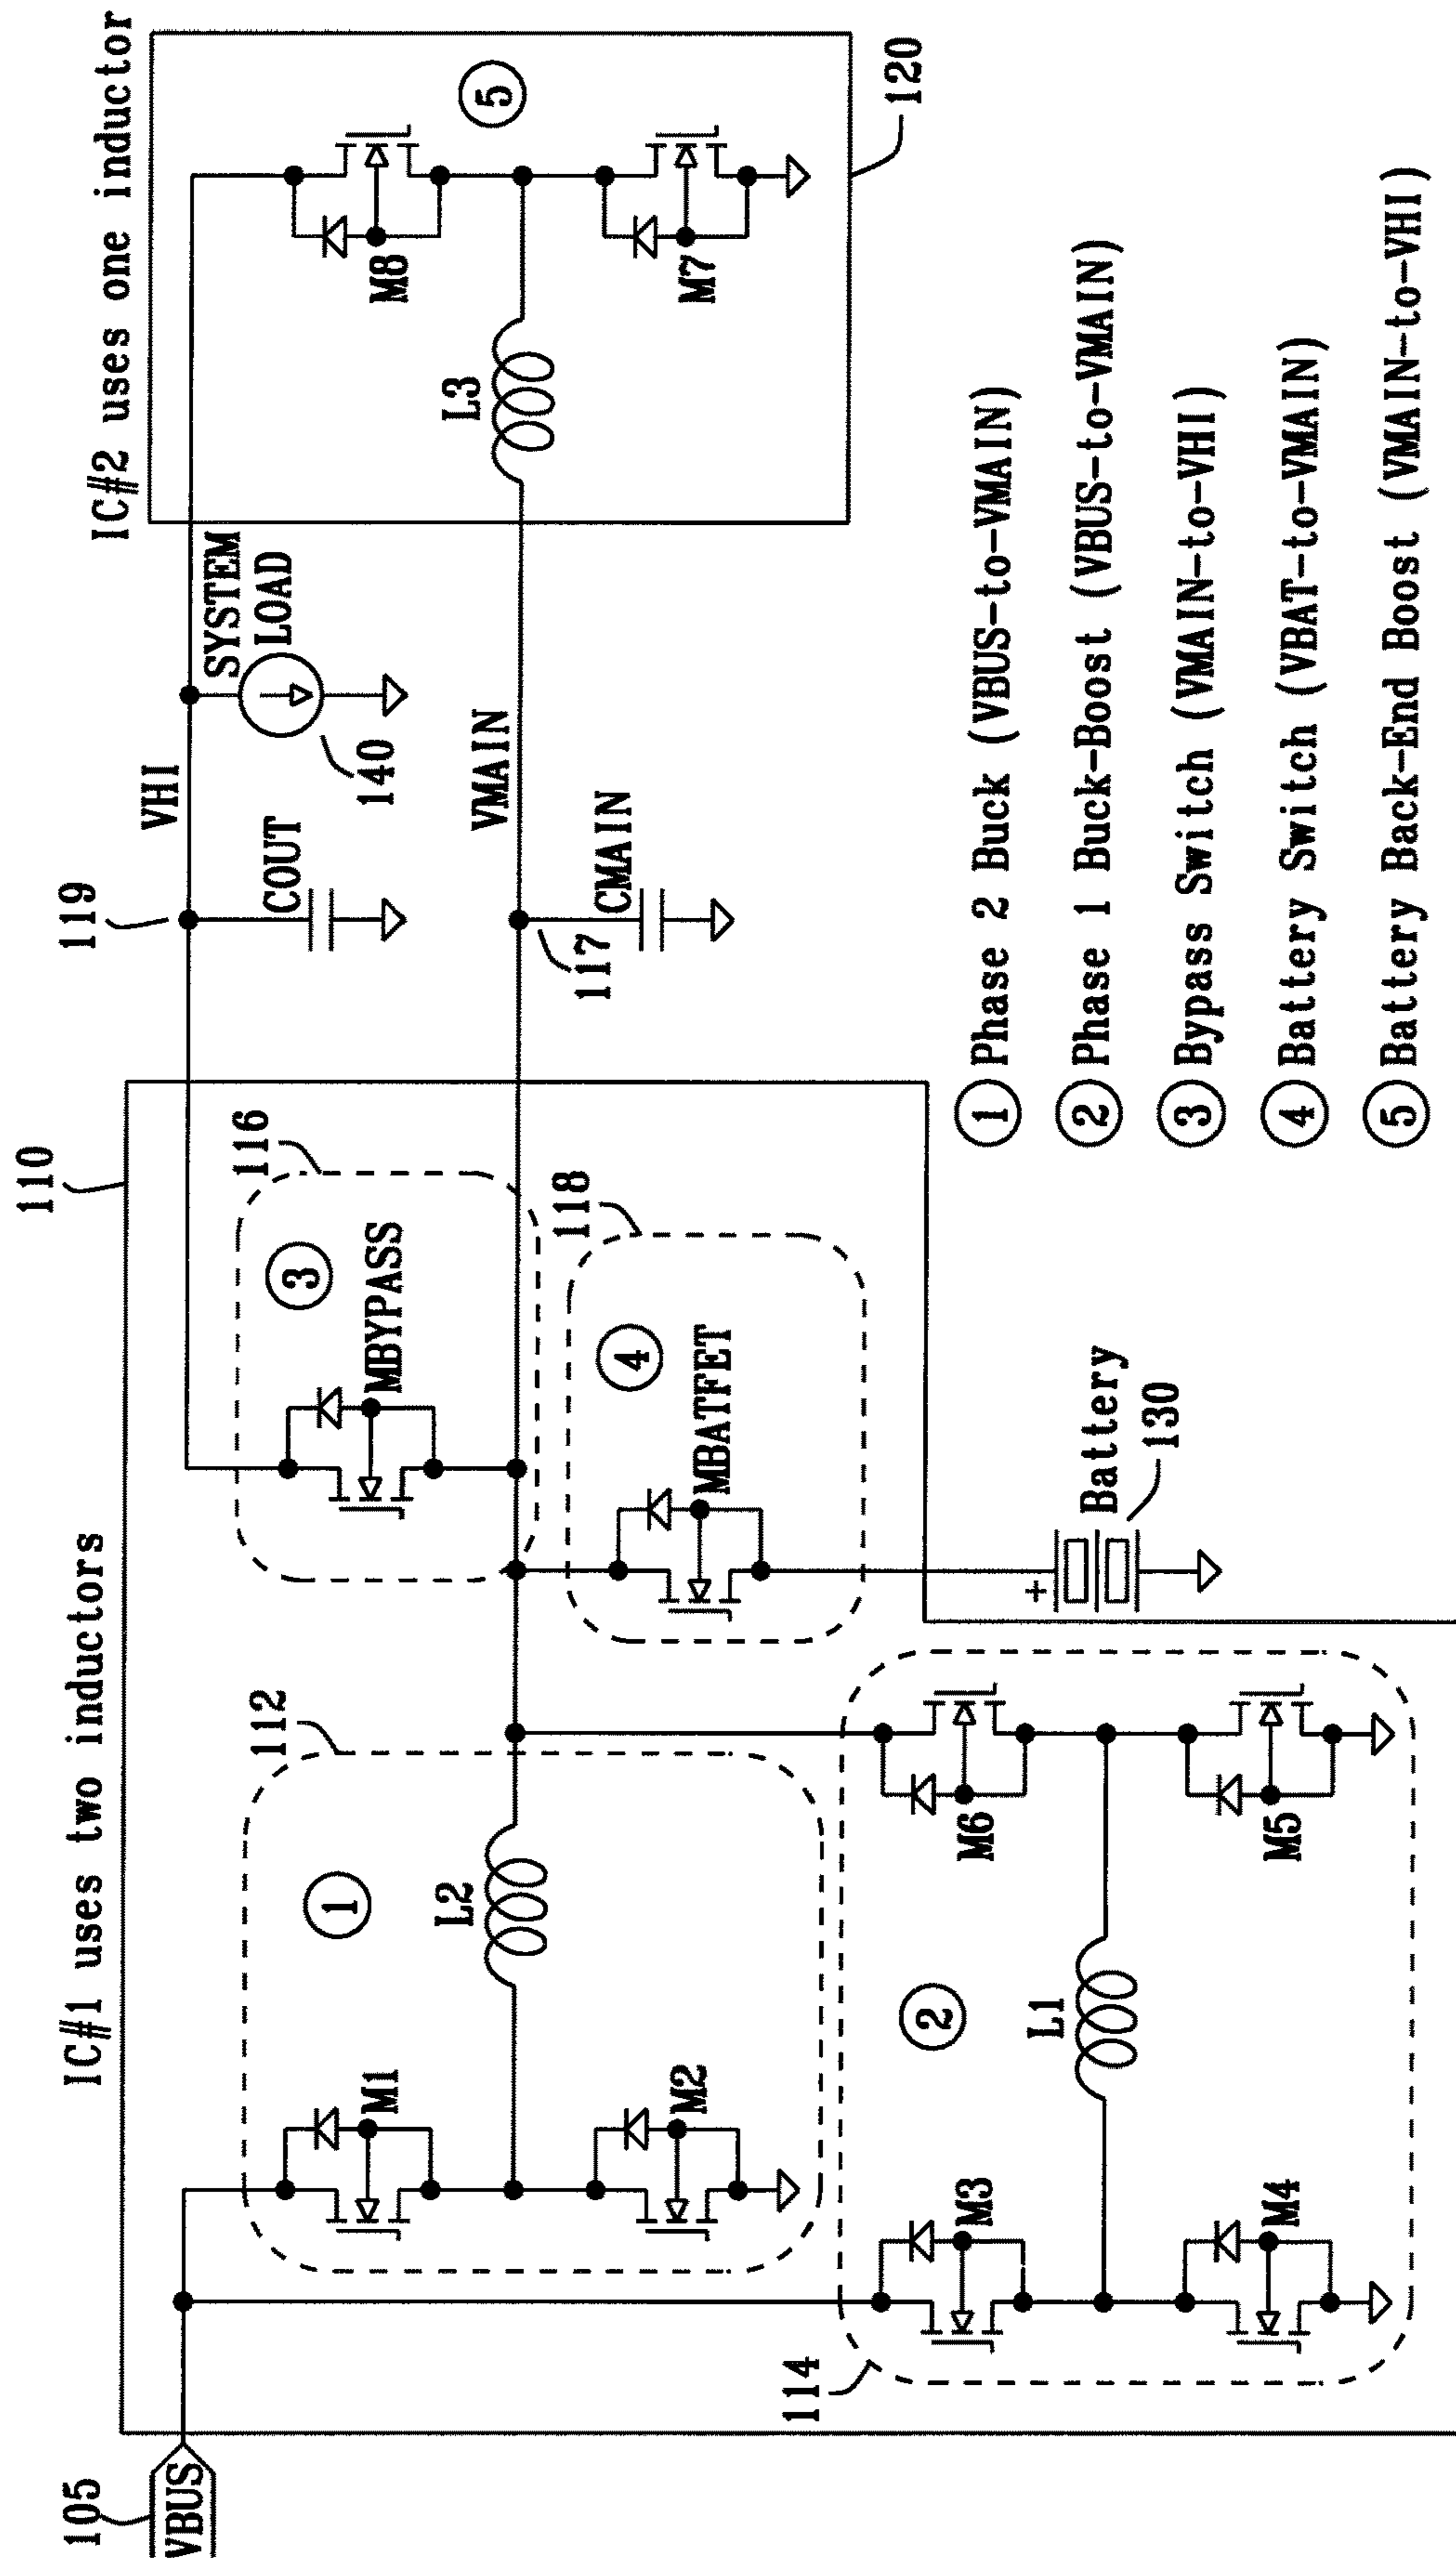 IC#1 uses two inductors
IC#2 uses one inductor
105
VBUS
110
112
1
M1
M2
L2
114
2
M3
M4
L1
M6
M5
116
3
MBYPASS
118
4
MBATFET
+
Battery
130
119
VHI
COUT
SYSTEM
LOAD
140
VMAIN
117
CMAIN
L3
M8
M7
5
120
1 Phase 2 Buck (VBUS-to-VMAIN)
2 Phase 1 Buck-Boost (VBUS-to-VMAIN)
3 Bypass Switch (VMAIN-to-VHI)
4 Battery Switch (VBAT-to-VMAIN)
5 Battery Back-End Boost (VMAIN-to-VHI)